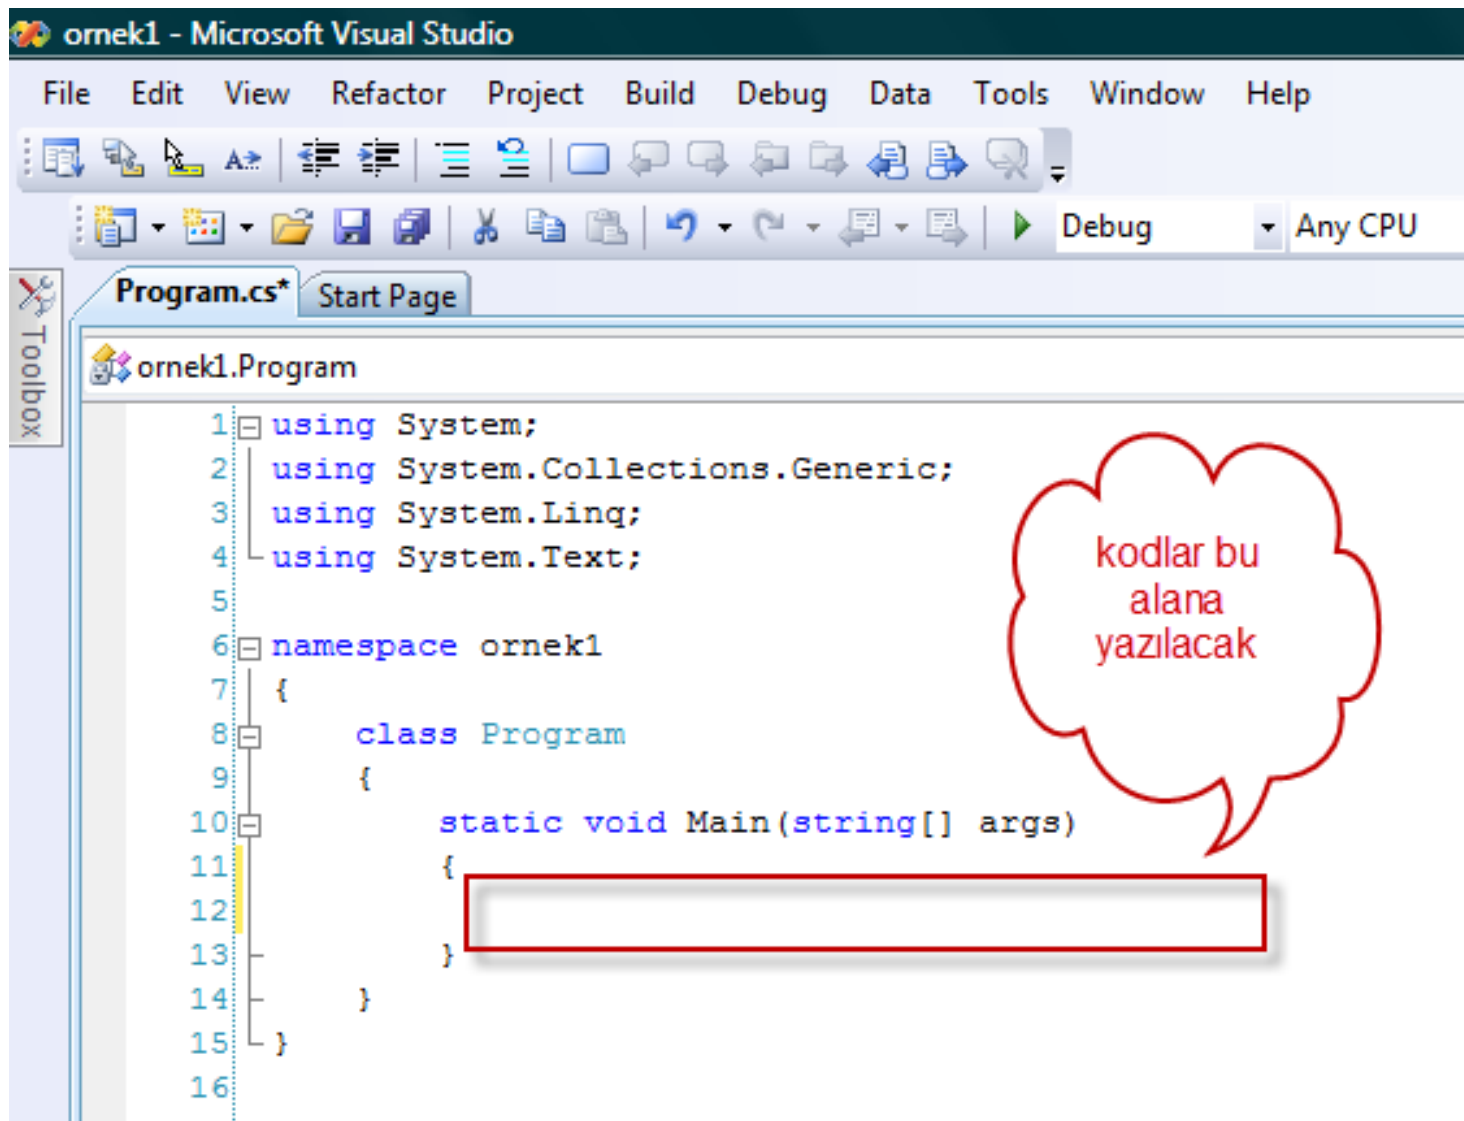 ornek1 - Microsoft Visual Studio
File Edit View Refactor Project Build Debug Data Tools Window Help
Debug Any CPU
Toolbox
Program.cs* Start Page
ornek1.Program
1 using System;
2 using System.Collections.Generic;
3 using System.Linq;
4 using System.Text;
5
6 namespace ornek1
7 {
8 class Program
9 {
10 static void Main(string[] args)
11 {
12
13 }
14 }
15 }
16
kodlar bu
alana
yazılacak